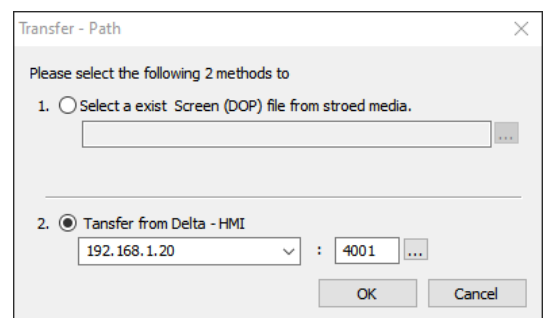 Transfer - Path
Please select the following 2 methods to
1. Select a exist Screen (DOP) file from stroed media.
...
2. Tansfer from Delta - HMI
192.168.1.20 : 4001 ...
OK Cancel